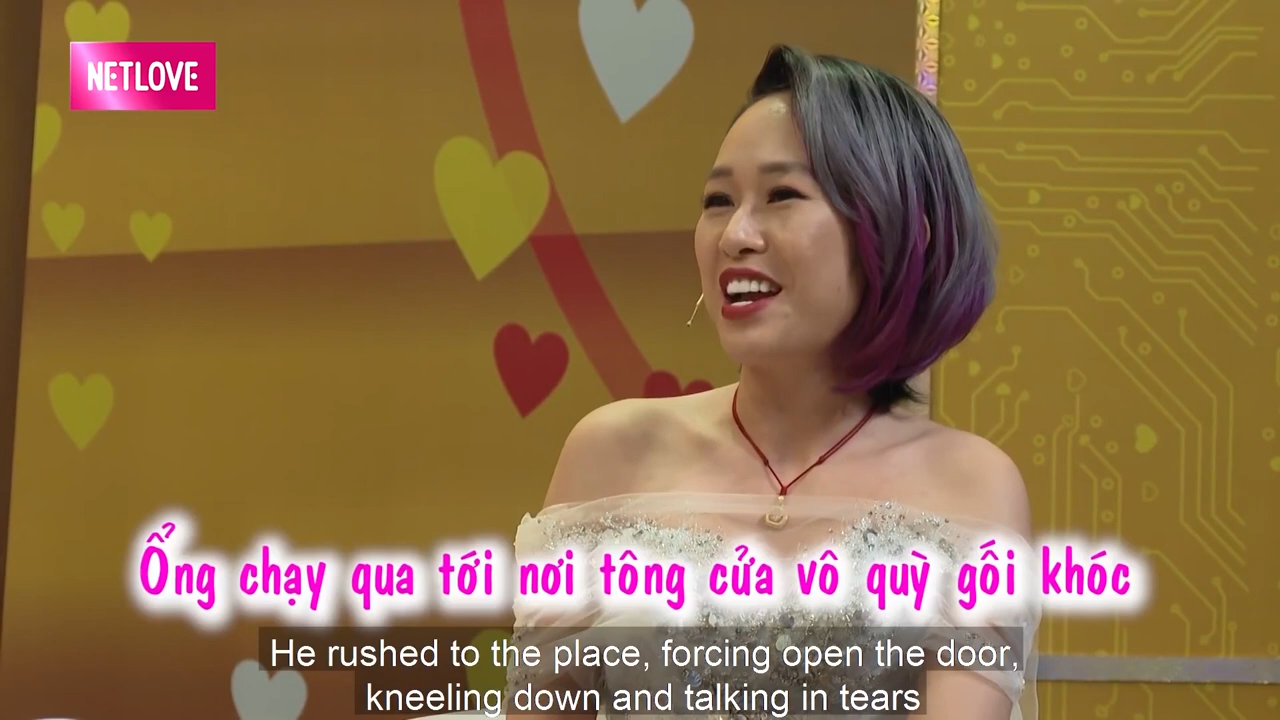 NETLOVE
Ổng chạy qua tới nơi tông cửa vô quỳ gối khóc
He rushed to the place, forcing open the door,
kneeling down and talking in tears